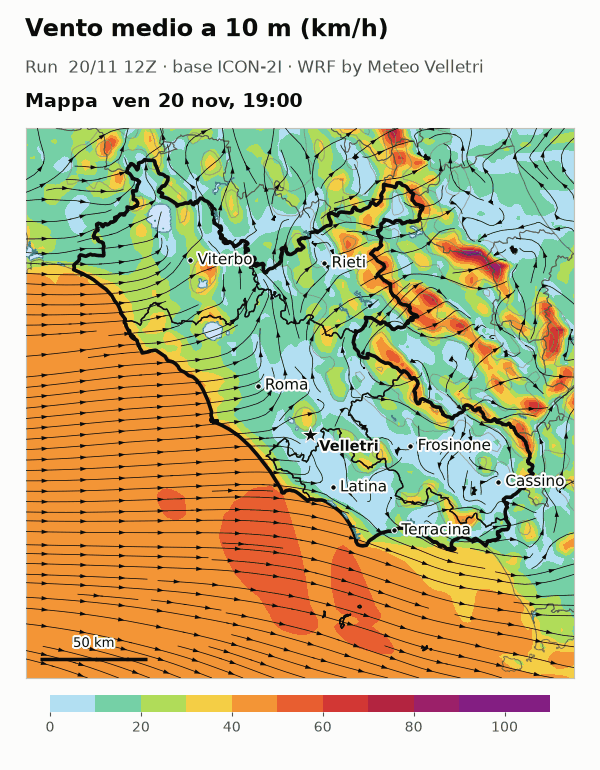 Vento medio a 10 m (km/h)
Run  20/11 12Z · base ICON-2I · WRF by Meteo Velletri
Mappa  ven 20 nov, 19:00
Viterbo
Rieti
Roma
Velletri
Frosinone
Cassino
Latina
Terracina
50 km
0 20 40 60 80 100